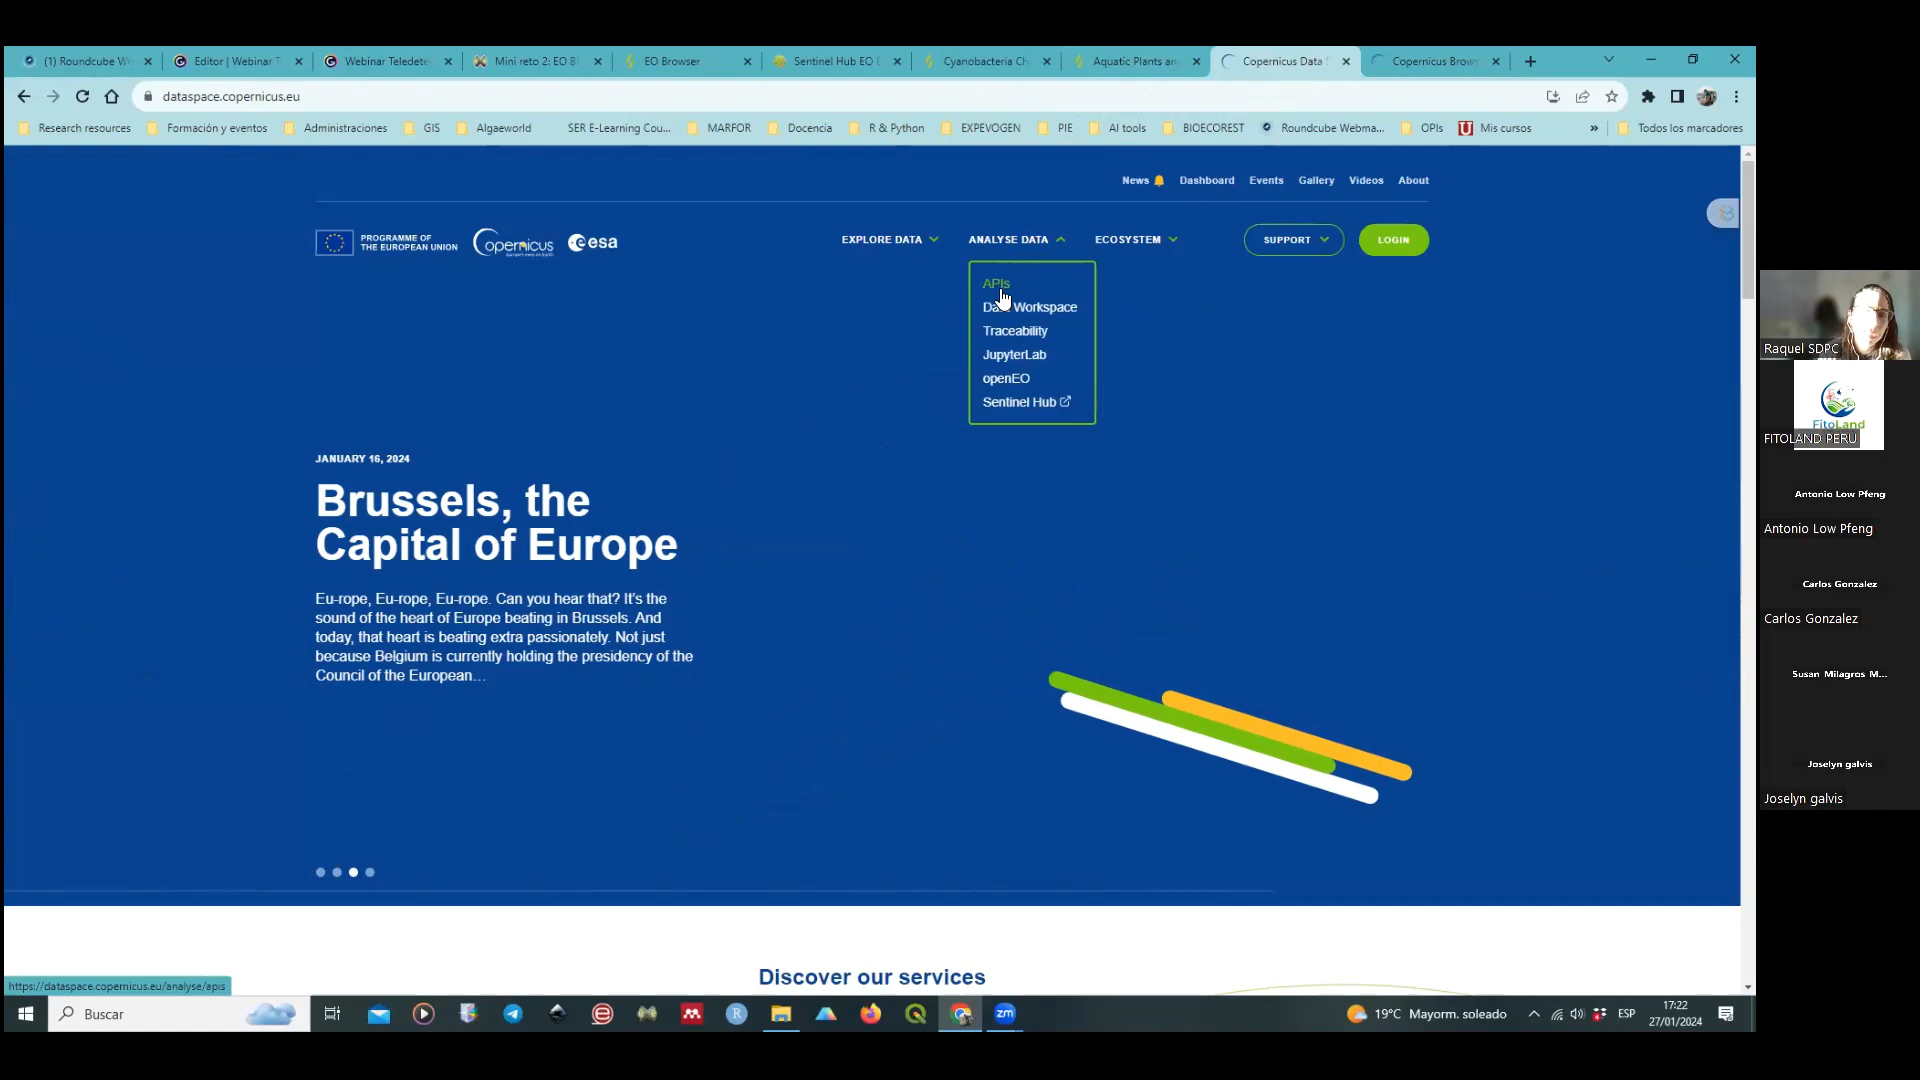 (1) Roundcube W
Editor | Webinar T
Webinar Teledete
Mini reto 2: EO B
EO Browser
Sentinel Hub EO
Cyanobacteria Ch
Aquatic Plants an
Copernicus Data
Copernicus Brow
dataspace.copernicus.eu
Research resources
Formación y eventos
Administraciones
GIS
Algaeworld
SER E-Learning Cou...
MARFOR
Docencia
R & Python
EXPEVOGEN
PIE
AI tools
BIOECOREST
Roundcube Webma...
OPIs
Mis cursos
»
Todos los marcadores
News
Dashboard
Events
Gallery
Videos
About
PROGRAMME OF
THE EUROPEAN UNION
opernicus
esa
EXPLORE DATA
ANALYSE DATA
ECOSYSTEM
SUPPORT
LOGIN
APIs
Workspace
Traceability
JupyterLab
openEO
Sentinel Hub
JANUARY 16, 2024
Brussels, the
Capital of Europe
Eu-rope, Eu-rope, Eu-rope. Can you hear that? It's the
sound of the heart of Europe beating in Brussels. And
today, that heart is beating extra passionately. Not just
because Belgium is currently holding the presidency of the
Council of the European…
Discover our services
https://dataspace.copernicus.eu/analyse/apis
Buscar
zm
19°C Mayorm. soleado
ESP
17:22
27/01/2024
Raquel SDPC
FitoLand
FITOLAND PERU
Antonio Low Pfeng
Antonio Low Pfeng
Carlos Gonzalez
Carlos Gonzalez
Susan Milagros M...
Joselyn galvis
Joselyn galvis